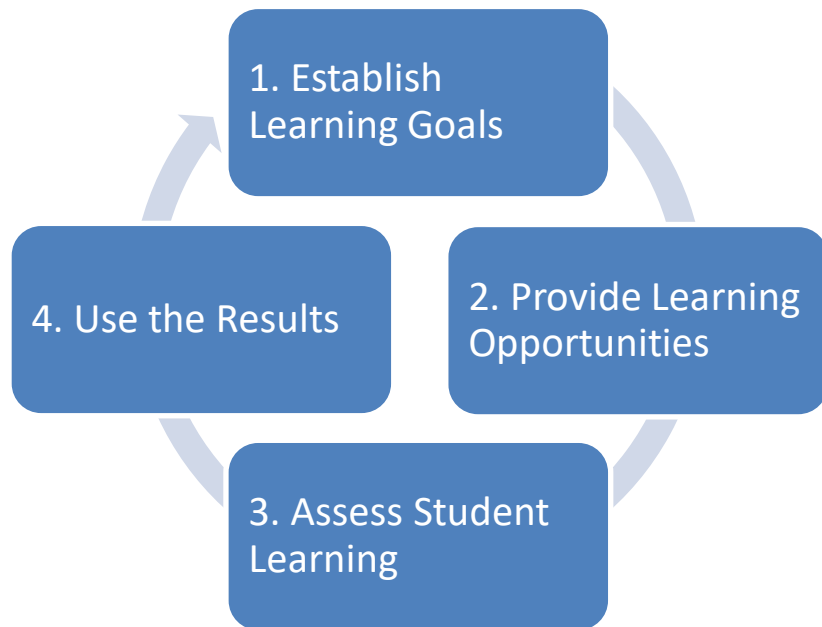 1. Establish
Learning Goals
2. Provide Learning
Opportunities
3. Assess Student
Learning
4. Use the Results